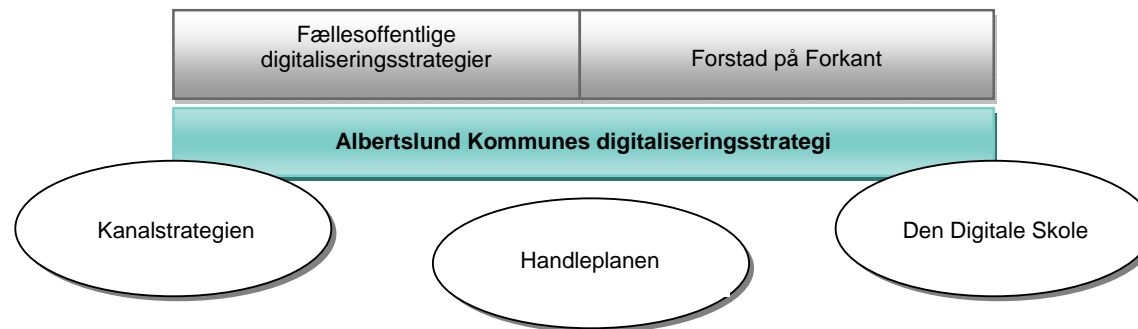 Fællesoffentlige
digitaliseringsstrategier
Forstad på Forkant
Albertslund Kommunes digitaliseringsstrategi
Kanalstrategien
Handleplanen
Den Digitale Skole